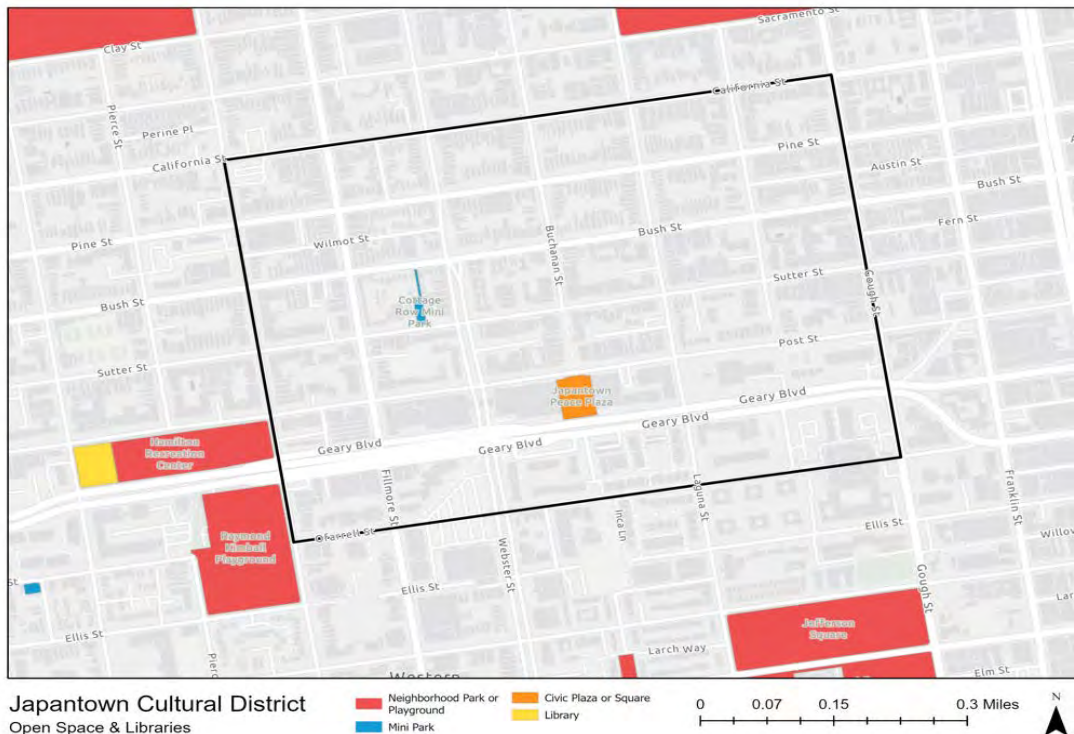 Sacramento St
Clay St
California St
Pierce St
Perine Pl
California St
Pine St
Austin St
Bush St
Fern St
Pine St
Wilmot St
Buchanan St
Bush St
Sutter St
Gough St
Bush St
Cottage
Row Mini
Park
Post St
Sutter St
Japantown
Peace Plaza
Geary Blvd
Geary Blvd
Geary Blvd
Geary Blvd
Hamilton
Recreation
Center
Fillmore St
Laguna St
Franklin St
Inca Ln
Ofarrell St
Webster St
Ellis St
Raymond
Kimbell
Playground
St
Ellis St
Gough St
Ellis St
Jefferson
Square
Larch Way
Elm St
Western
Japantown Cultural District
Open Space & Libraries
Neighborhood Park or
Playground
Mini Park
Civic Plaza or Square
Library
0 0.07 0.15 0.3 Miles
N